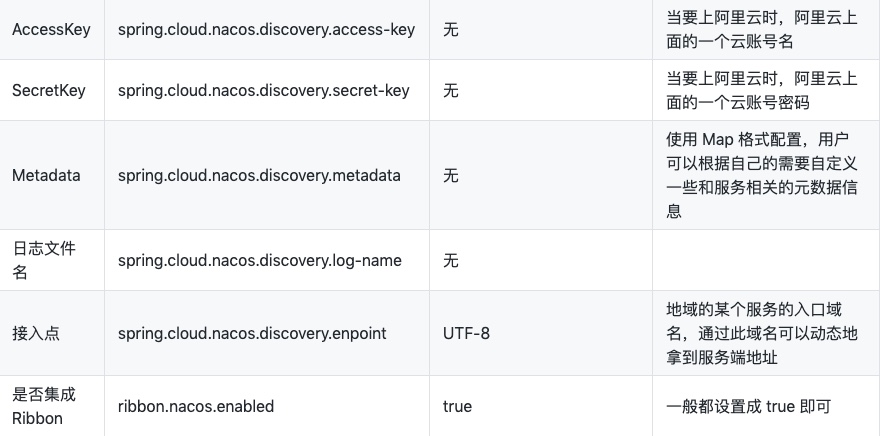 AccessKey spring.cloud.nacos.discovery.access-key 无 当要上阿里云时，阿里云上
面的一个云账号名
SecretKey spring.cloud.nacos.discovery.secret-key 无 当要上阿里云时，阿里云上
面的一个云账号密码
Metadata spring.cloud.nacos.discovery.metadata 无 使用 Map 格式配置，用户
可以根据自己的需要自定义
一些和服务相关的元数据信
息
日志文件
名 spring.cloud.nacos.discovery.log-name 无
接入点 spring.cloud.nacos.discovery.enpoint UTF-8 地域的某个服务的入口域
名，通过此域名可以动态地
拿到服务端地址
是否集成
Ribbon ribbon.nacos.enabled true 一般都设置成 true 即可